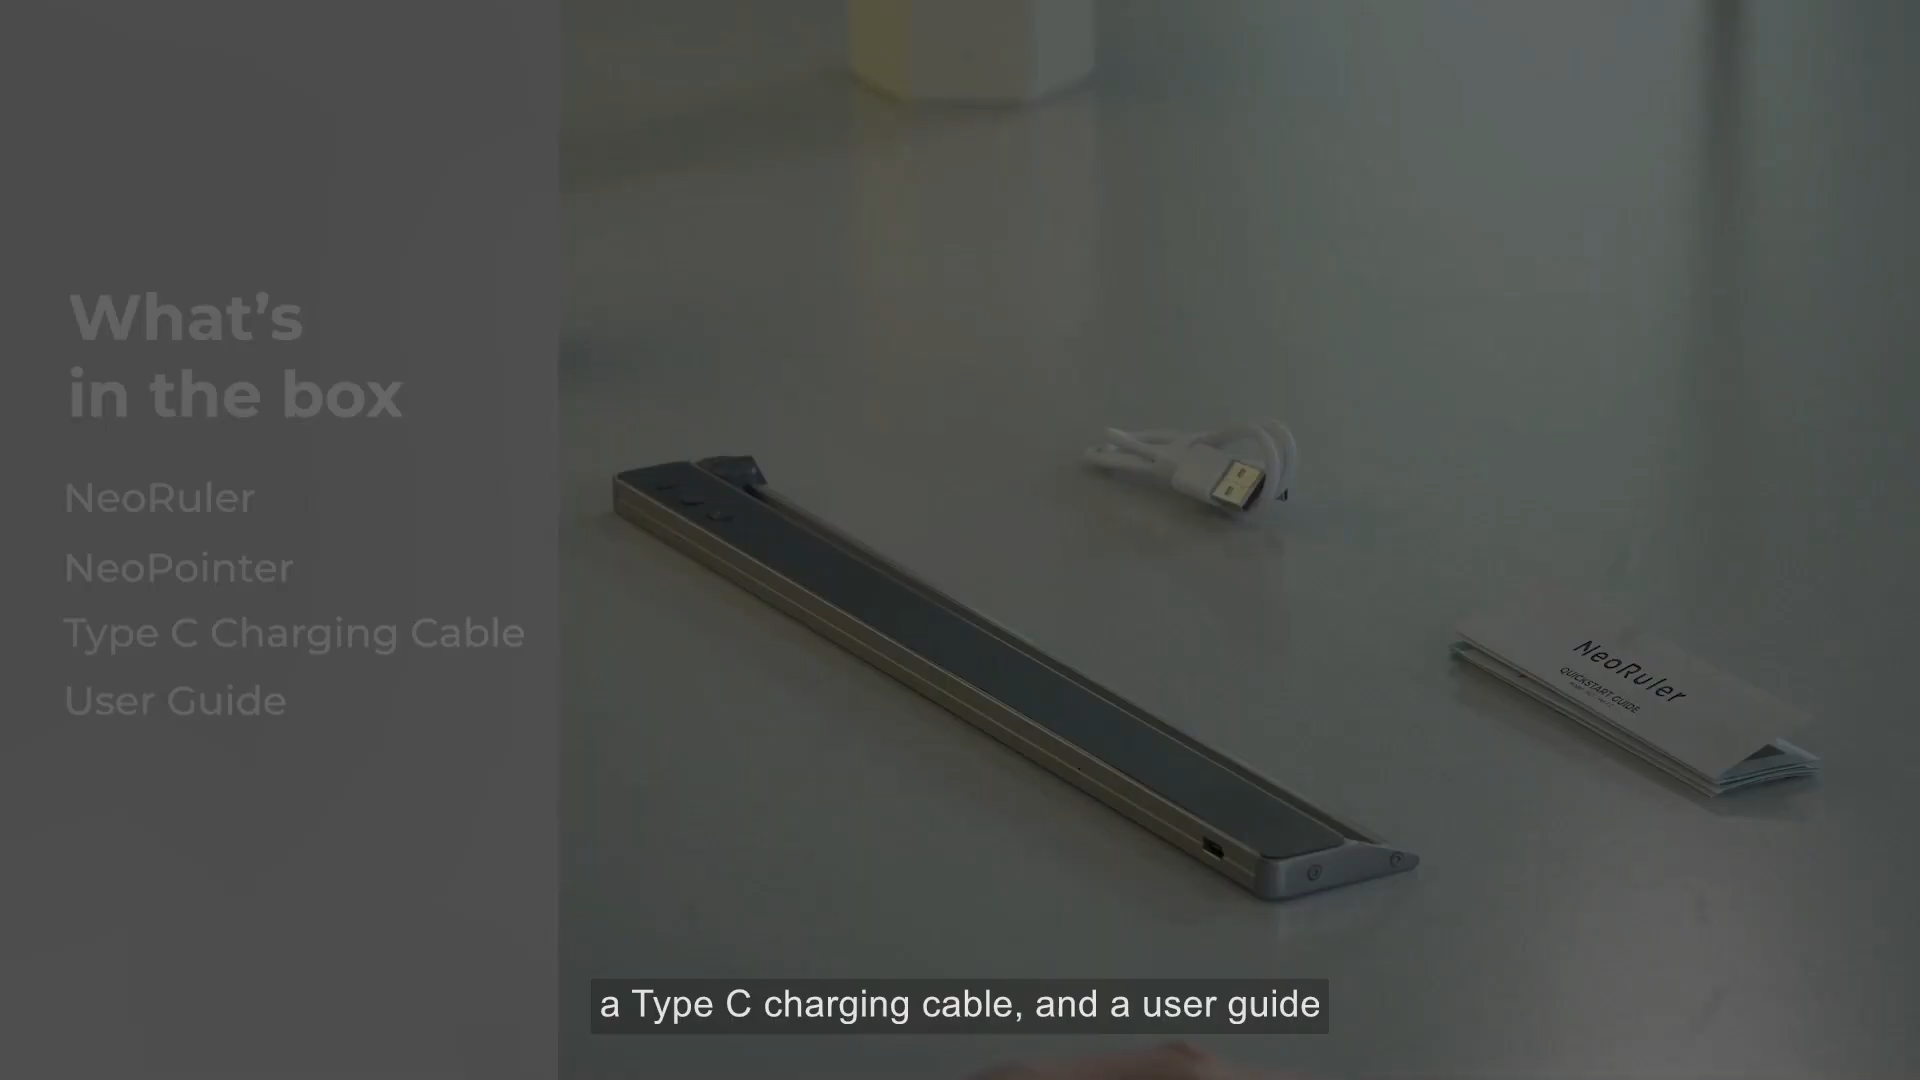 What's
in the box
NeoRuler
NeoPointer
Type C Charging Cable
User Guide
NeoRuler
QUICKSTART GUIDE
a Type C charging cable, and a user guide